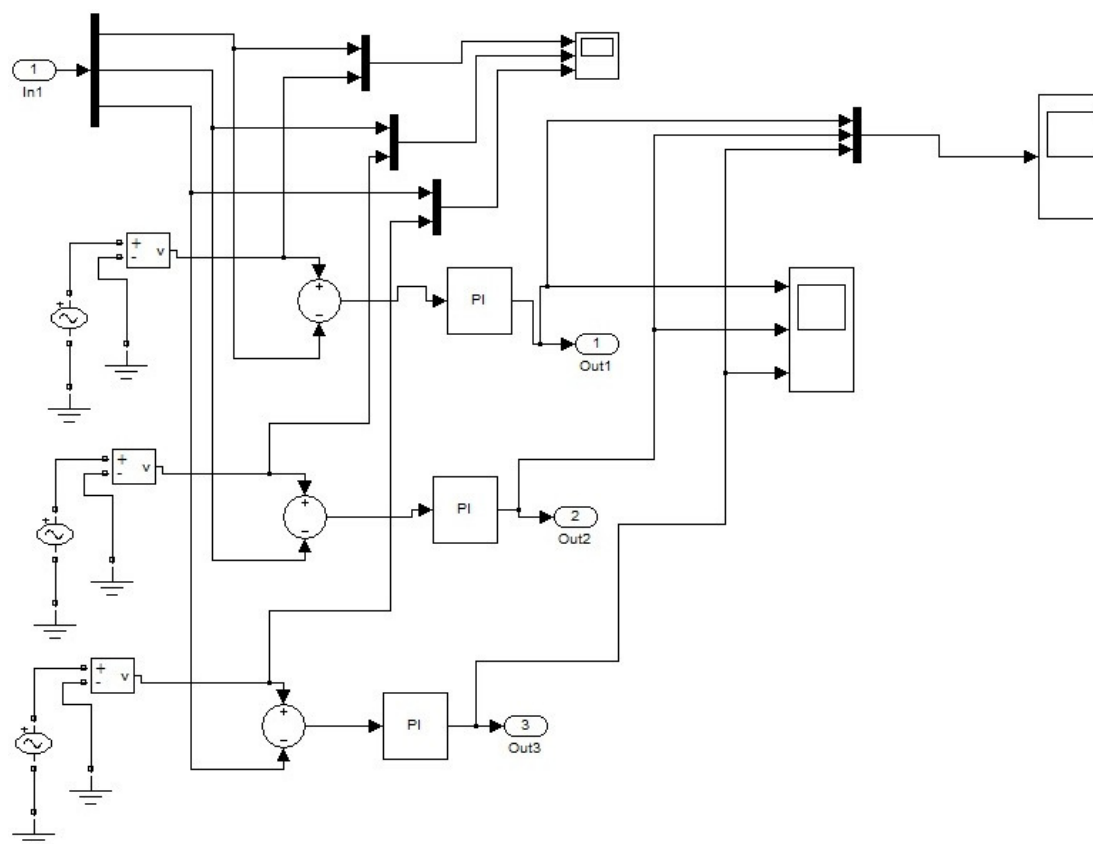 1
In1
+
-
v
+
+
-
PI
1
Out1
+
-
v
+
+
-
PI
2
Out2
+
-
v
+
+
-
PI
3
Out3